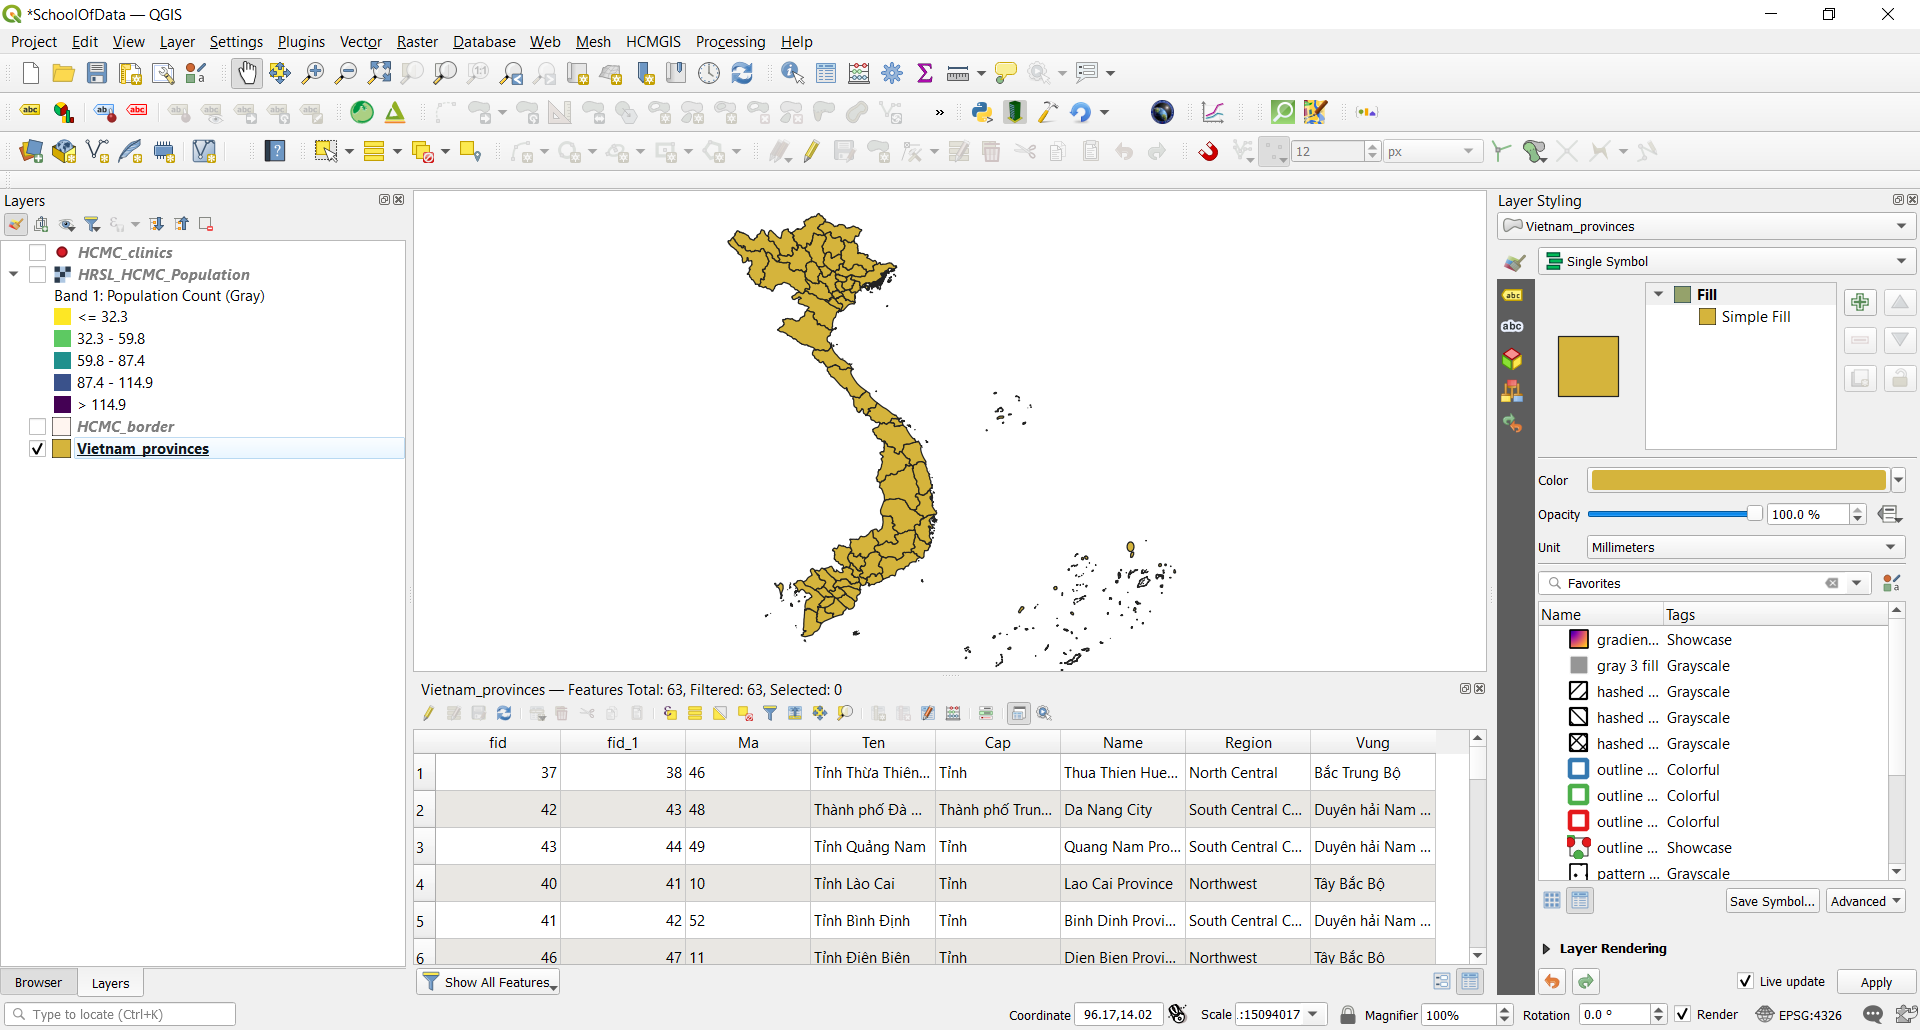 *SchoolOfData — QGIS
Project Edit View Layer Settings Plugins Vector Raster Database Web Mesh HCMGIS Processing Help
12 px
Layers
HCMC_clinics
HRSL_HCMC_Population
Band 1: Population Count (Gray)
<= 32.3
32.3 - 59.8
59.8 - 87.4
87.4 - 114.9
> 114.9
HCMC_border
Vietnam_provinces
Browser Layers
Type to locate (Ctrl+K)
Vietnam_provinces — Features Total: 63, Filtered: 63, Selected: 0
fid fid_1 Ma Ten Cap Name Region Vung
1 37 38 46 Tỉnh Thừa Thiên... Tỉnh Thua Thien Hue... North Central Bắc Trung Bộ
2 42 43 48 Thành phố Đà ... Thành phố Trun... Da Nang City South Central C... Duyên hải Nam ...
3 43 44 49 Tỉnh Quảng Nam Tỉnh Quang Nam Pro... South Central C... Duyên hải Nam ...
4 40 41 10 Tỉnh Lào Cai Tỉnh Lao Cai Province Northwest Tây Bắc Bộ
5 41 42 52 Tỉnh Bình Định Tỉnh Binh Dinh Provi... South Central C... Duyên hải Nam ...
6 46 47 11 Tỉnh Điện Biên Tỉnh Dien Bien Provi... Northwest Tây Bắc Bộ
Show All Features
Layer Styling
Vietnam_provinces
Single Symbol
abc
abc
Fill
Simple Fill
Color
Opacity 100.0 %
Unit Millimeters
Favorites
Name Tags
gradien... Showcase
gray 3 fill Grayscale
hashed ... Grayscale
hashed ... Grayscale
hashed ... Grayscale
outline ... Colorful
outline ... Colorful
outline ... Colorful
outline ... Showcase
pattern ... Grayscale
Save Symbol... Advanced
Layer Rendering
Live update Apply
Coordinate 96.17,14.02 Scale .:15094017 Magnifier 100% Rotation 0.0 ° Render EPSG:4326